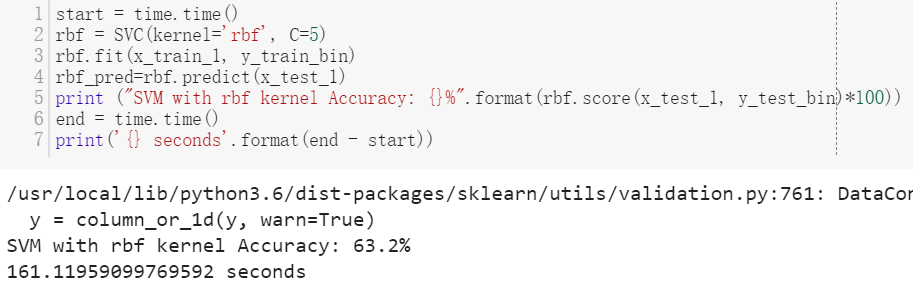 1 start = time.time()
2 rbf = SVC(kernel='rbf', C=5)
3 rbf.fit(x_train_1, y_train_bin)
4 rbf_pred=rbf.predict(x_test_1)
5 print ("SVM with rbf kernel Accuracy: {}%".format(rbf.score(x_test_1, y_test_bin)*100))
6 end = time.time()
7 print('{} seconds'.format(end - start))
/usr/local/lib/python3.6/dist-packages/sklearn/utils/validation.py:761: DataCon
y = column_or_1d(y, warn=True)
SVM with rbf kernel Accuracy: 63.2%
161.11959099769592 seconds